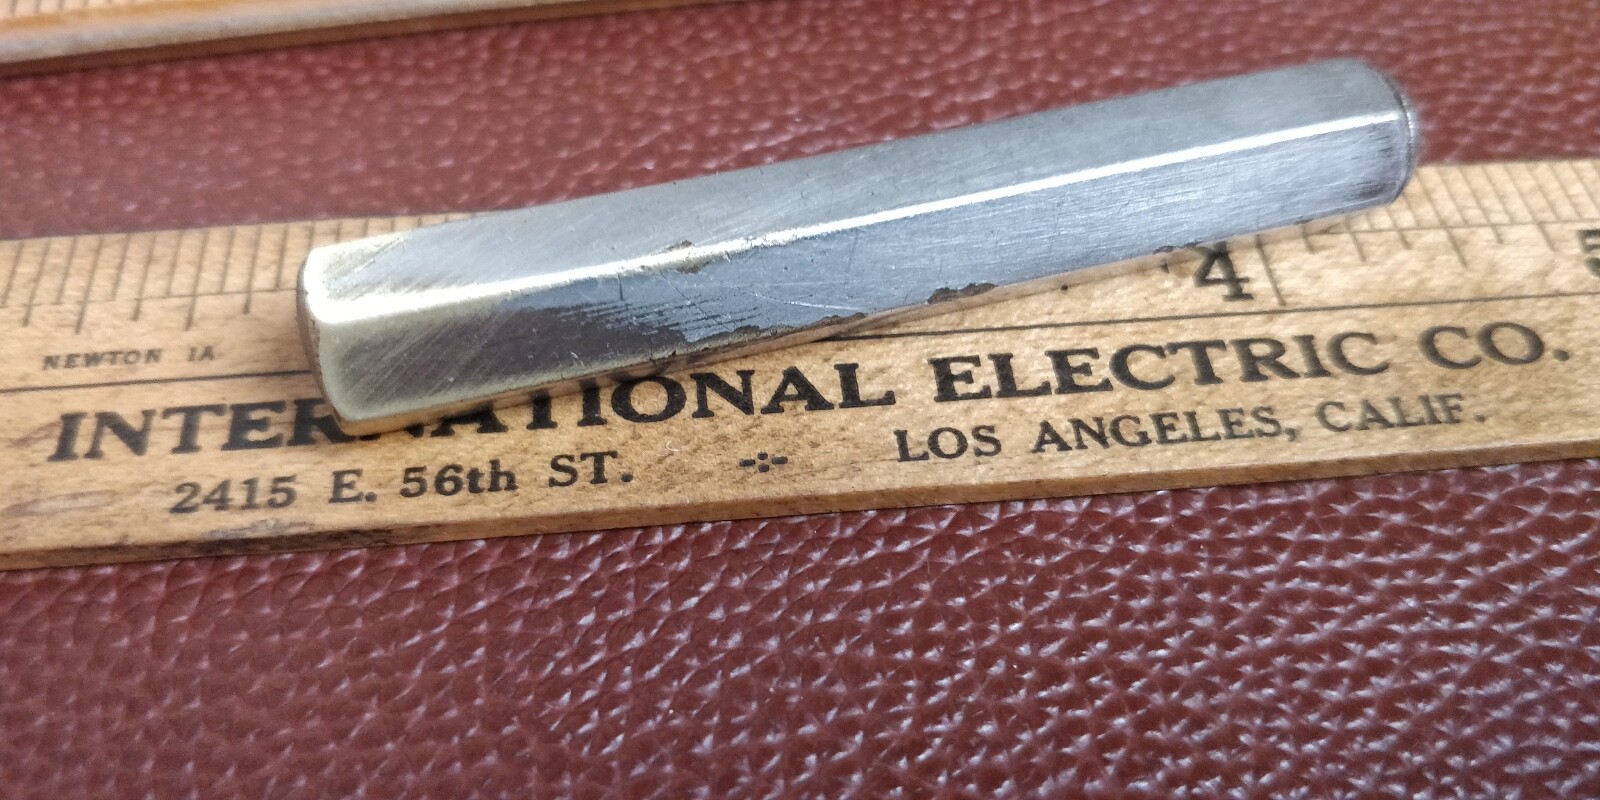 4 5
NEWTON IA
INTERNATIONAL ELECTRIC CO.
2415 E. 56th ST. LOS ANGELES, CALIF.